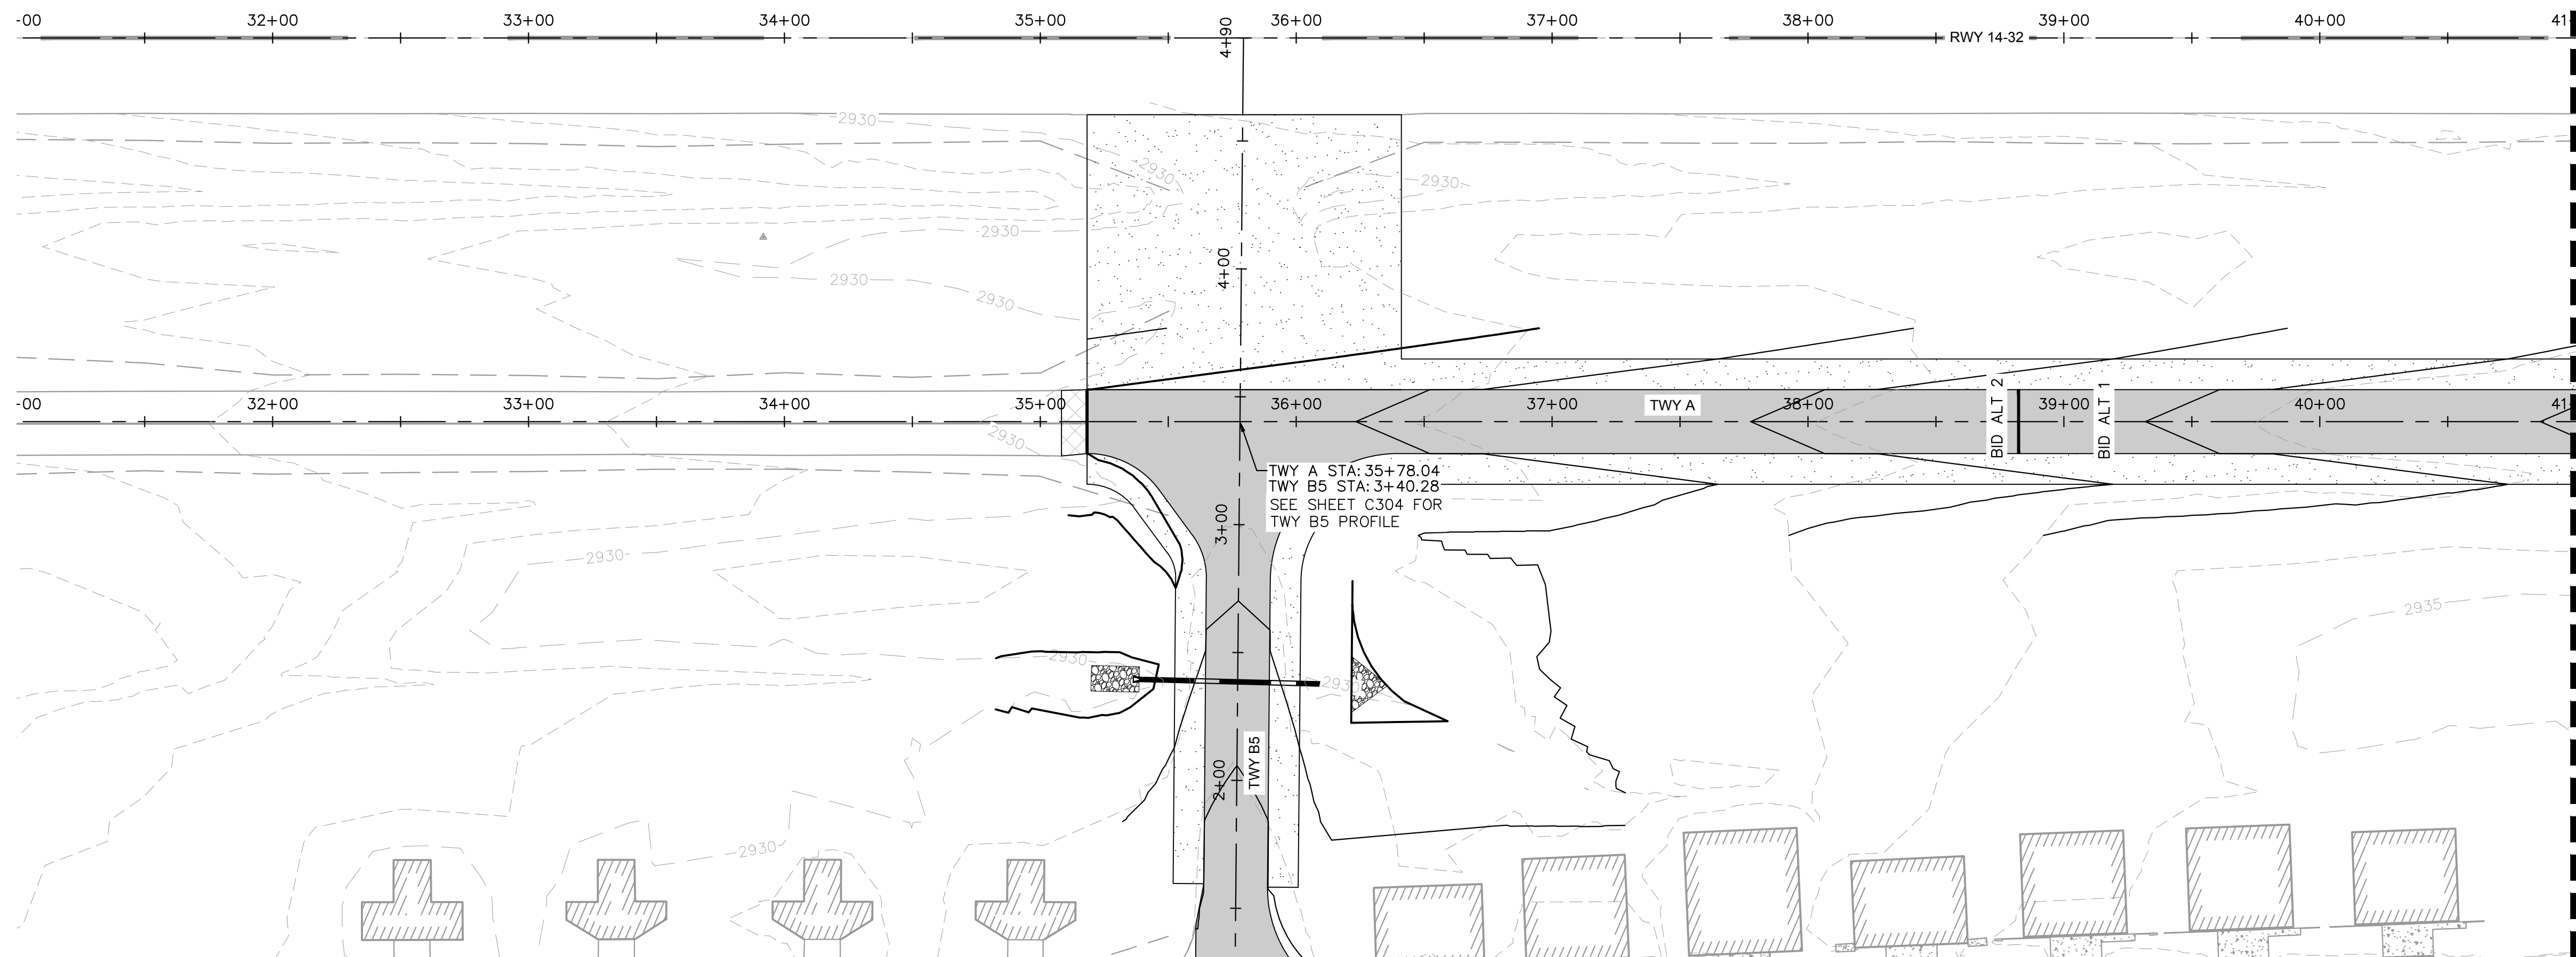 -00 32+00 33+00 34+00 35+00 36+00 37+00 38+00 39+00 40+00 41+
4+90
RWY 14-32
2930
2930
2930
2930
2930
2930
4+00
-00 32+00 33+00 34+00 35+00 36+00 37+00 38+00 39+00 40+00 41+
TWY A
BID ALT 2
BID ALT 1
2930
TWY A STA:35+78.04
TWY B5 STA:3+40.28
SEE SHEET C304 FOR
TWY B5 PROFILE
3+00
2930
2935
2930
2930
TWY B5
2+00
2930